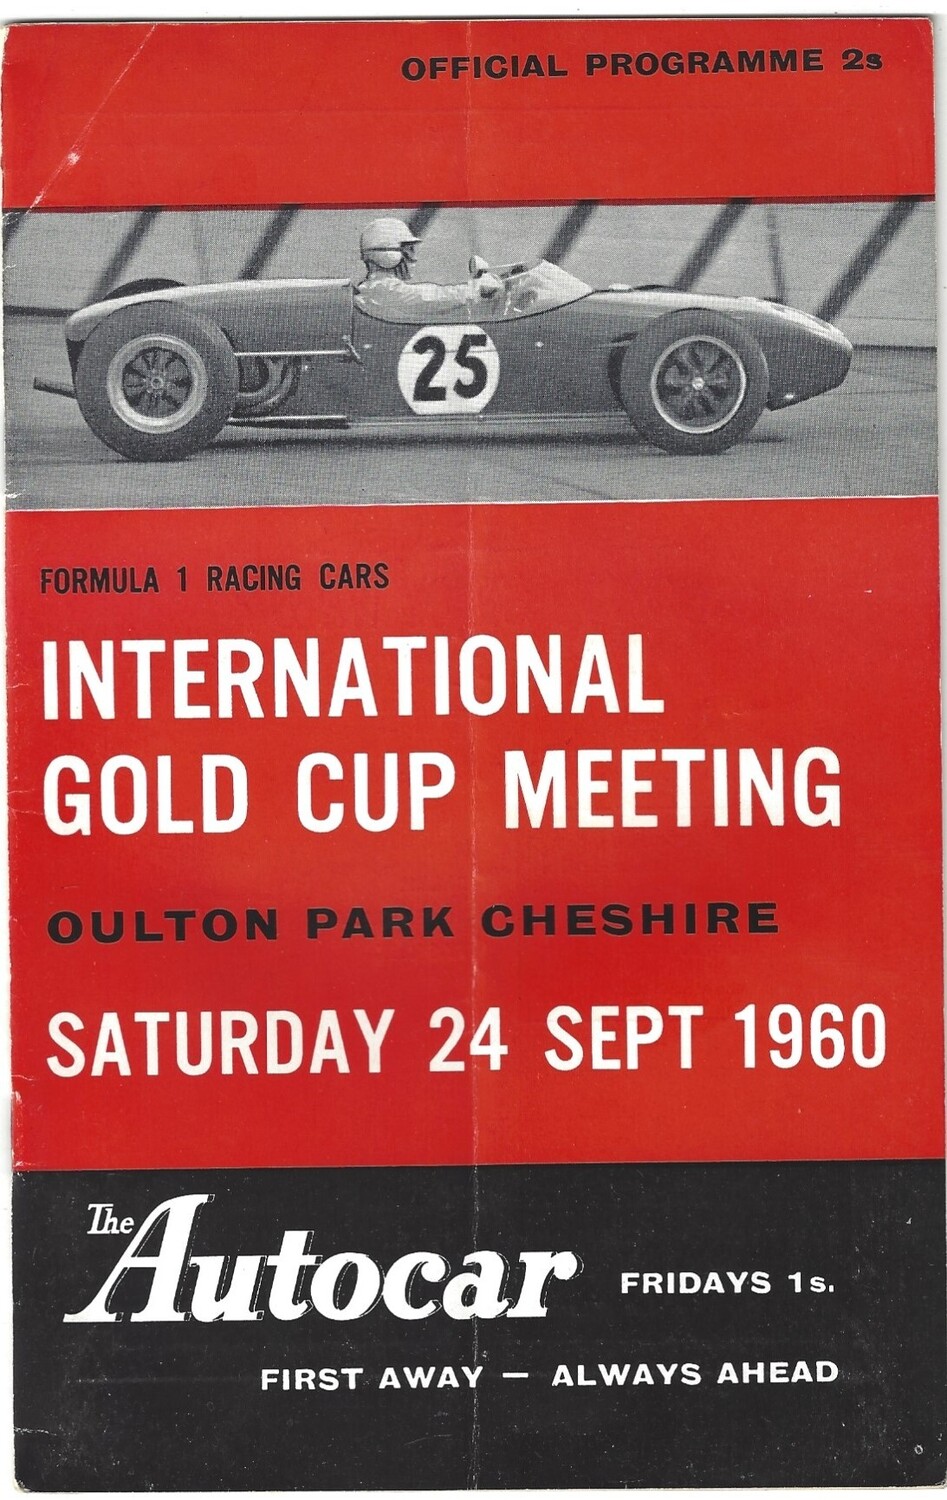 OFFICIAL PROGRAMME 2s
25
FORMULA 1 RACING CARS
INTERNATIONAL
GOLD CUP MEETING
OULTON PARK CHESHIRE
SATURDAY 24 SEPT 1960
The Autocar FRIDAYS 1s.
FIRST AWAY — ALWAYS AHEAD